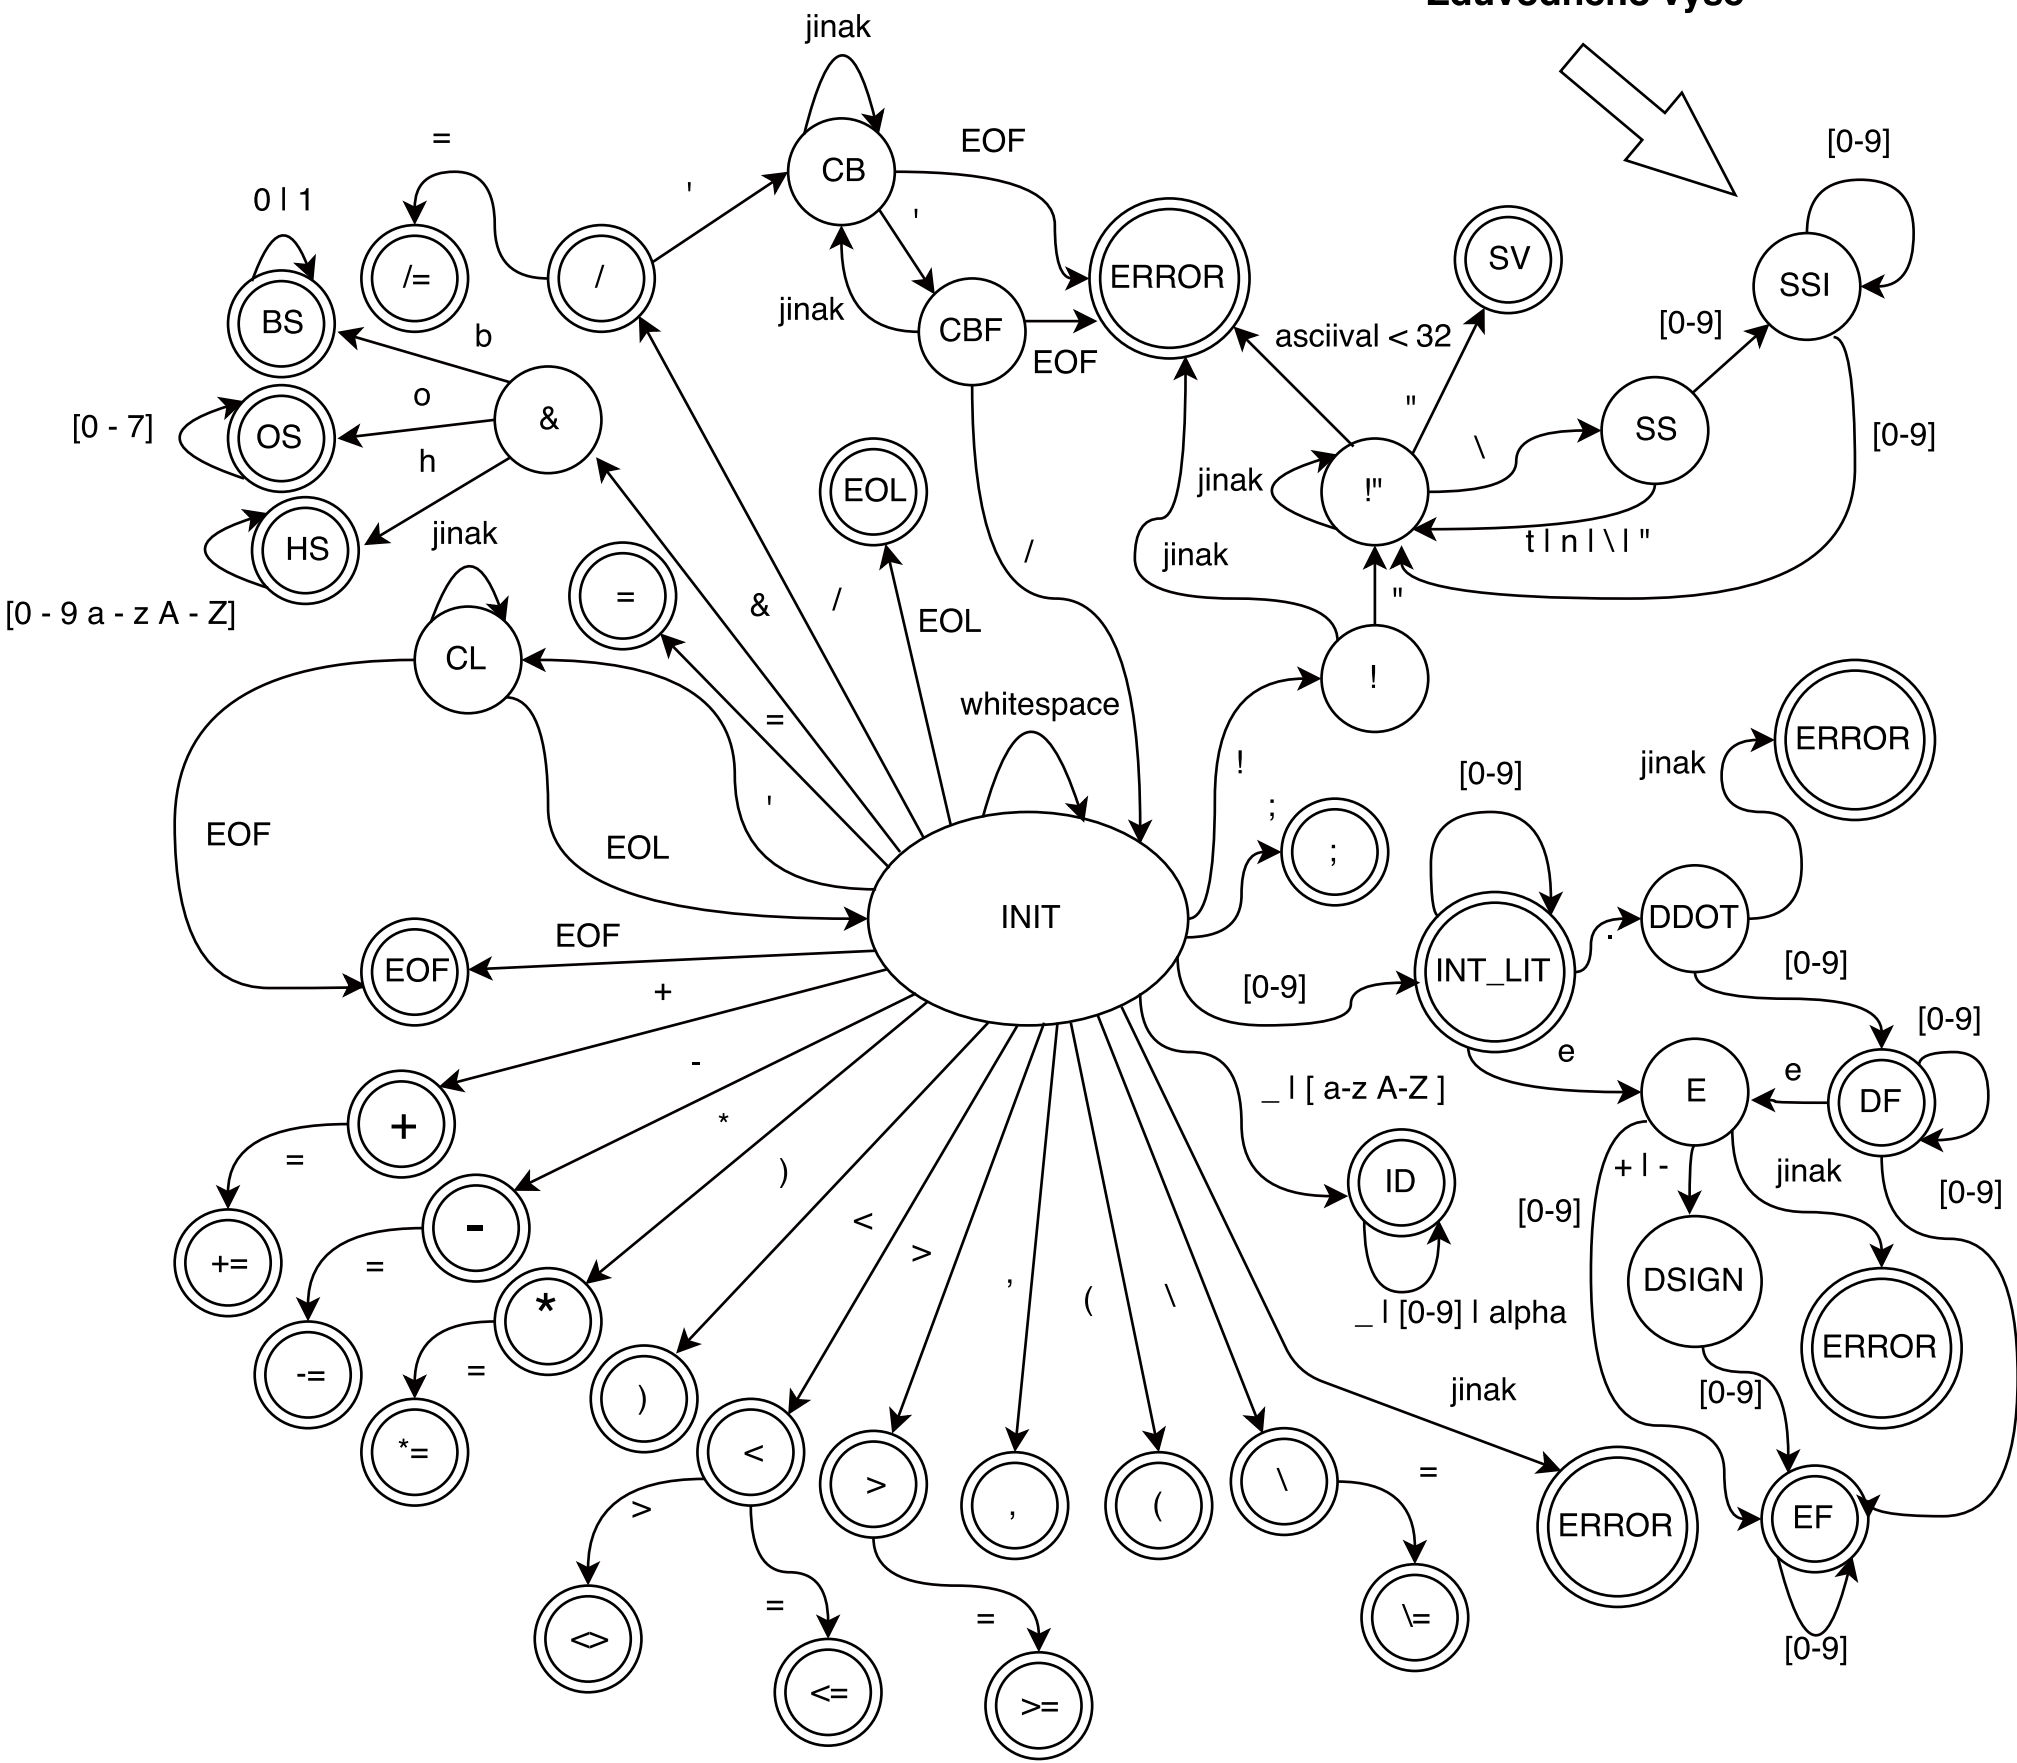 jinak
=
'
CB
EOF
[0-9]
0 | 1
'
BS
/=
/
ERROR
SV
SSI
b
jinak
CBF
EOF
asciival < 32
[0-9]
o
&
"
\
SS
[0 - 7]
OS
h
[0-9]
HS
jinak
EOL
jinak
!"
t | n | \ | "
[0 - 9 a - z A - Z]
=
&
/
/
jinak
"
EOL
CL
!
=
whitespace
ERROR
jinak
!
[0-9]
'
;
EOF
EOL
;
INIT
DDOT
.
EOF
EOF
INT_LIT
[0-9]
[0-9]
+
[0-9]
-
e
E
e
DF
_ | [ a-z A-Z ]
+
*
=
)
ID
+ | -
jinak
[0-9]
[0-9]
-
<
>
+=
=
,
(
\
DSIGN
_ | [0-9] | alpha
*
ERROR
-=
=
)
jinak
[0-9]
*=
<
>
,
(
\
=
ERROR
EF
>
=
=
\=
<>
[0-9]
<=
>=